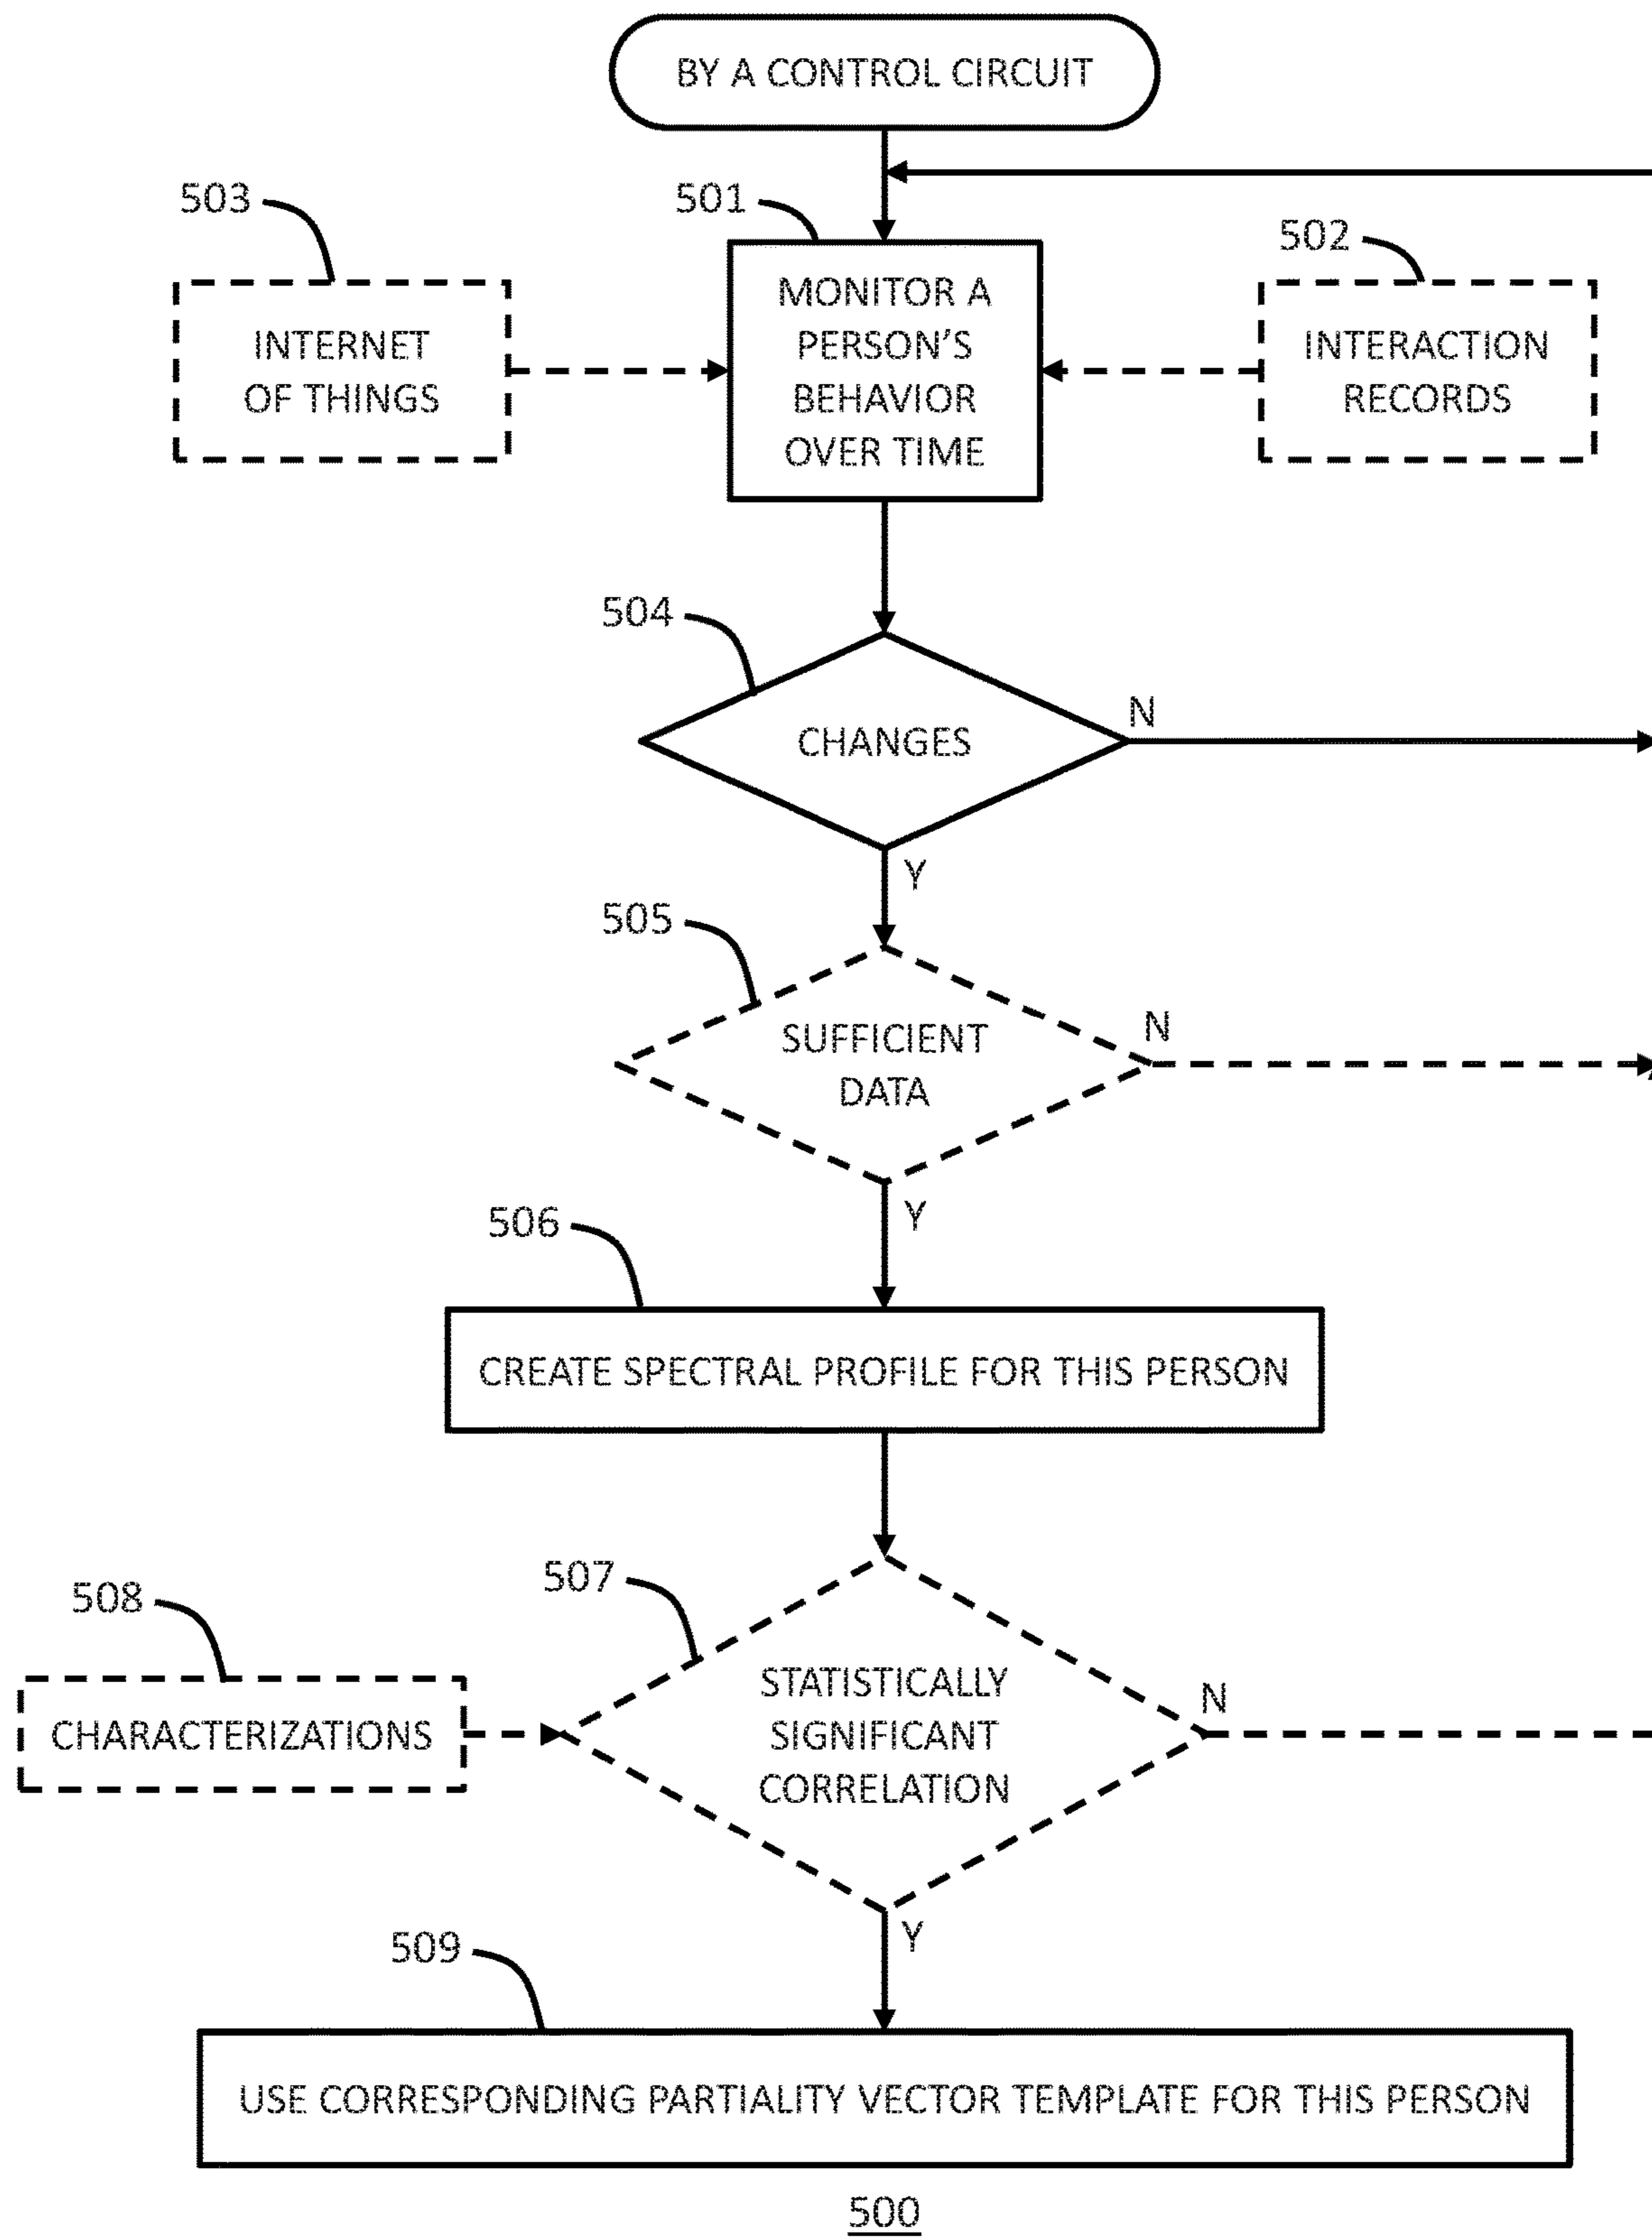 BY A CONTROL CIRCUIT
503
501
502
MONITOR A
PERSON'S
BEHAVIOR
OVER TIME
INTERNET
OF THINGS
INTERACTION
RECORDS
504
CHANGES
N
Y
505
SUFFICIENT
DATA
N
Y
506
CREATE SPECTRAL PROFILE FOR THIS PERSON
507
508
CHARACTERIZATIONS
STATISTICALLY
SIGNIFICANT
CORRELATION
N
Y
509
USE CORRESPONDING PARTIALITY VECTOR TEMPLATE FOR THIS PERSON
500